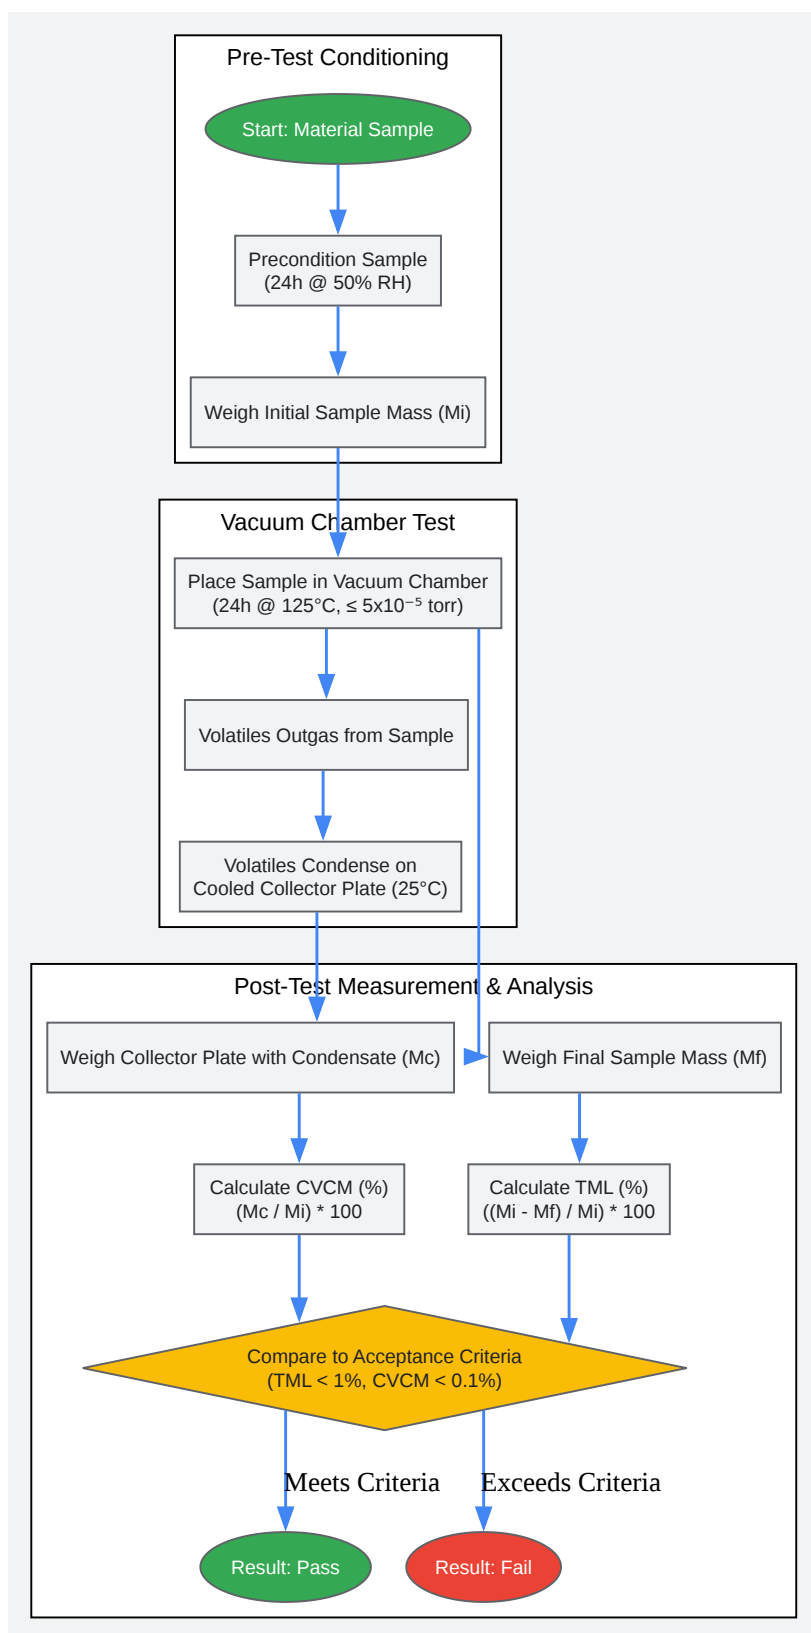 Pre-Test Conditioning
Start: Material Sample
Precondition Sample
(24h @ 50% RH)
Weigh Initial Sample Mass (Mi)
Vacuum Chamber Test
Place Sample in Vacuum Chamber
(24h @ 125°C, ≤ 5x10⁻⁵ torr)
Volatiles Outgas from Sample
Volatiles Condense on
Cooled Collector Plate (25°C)
Post-Test Measurement & Analysis
Weigh Collector Plate with Condensate (Mc)
Weigh Final Sample Mass (Mf)
Calculate CVCM (%)
(Mc / Mi) * 100
Calculate TML (%)
((Mi - Mf) / Mi) * 100
Compare to Acceptance Criteria
(TML < 1%, CVCM < 0.1%)
Meets Criteria
Exceeds Criteria
Result: Pass
Result: Fail